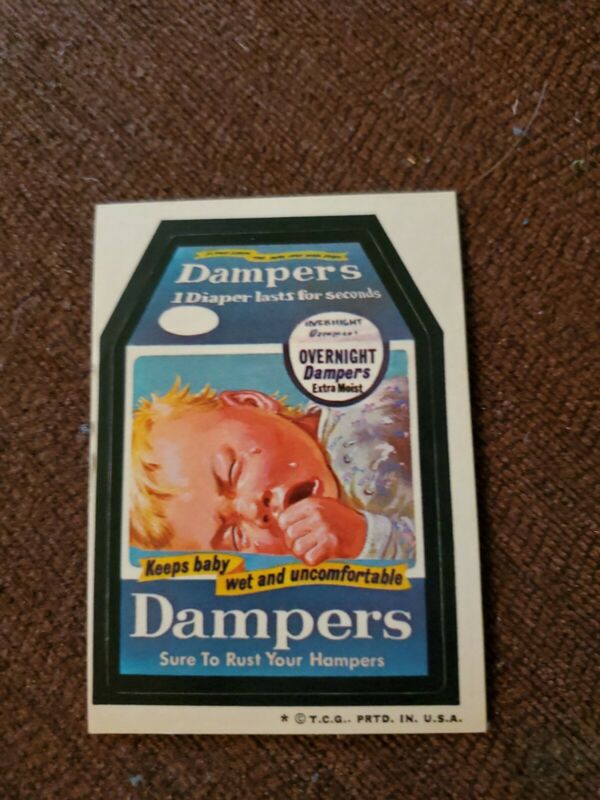 Dampers
1 Diaper lasts for seconds
OVERNIGHT
OVERNIGHT
Dampers
Extra Moist
Keeps baby
wet and uncomfortable
Dampers
Sure To Rust Your Hampers
* © T.C.G.. PRTD. IN. U.S.A.